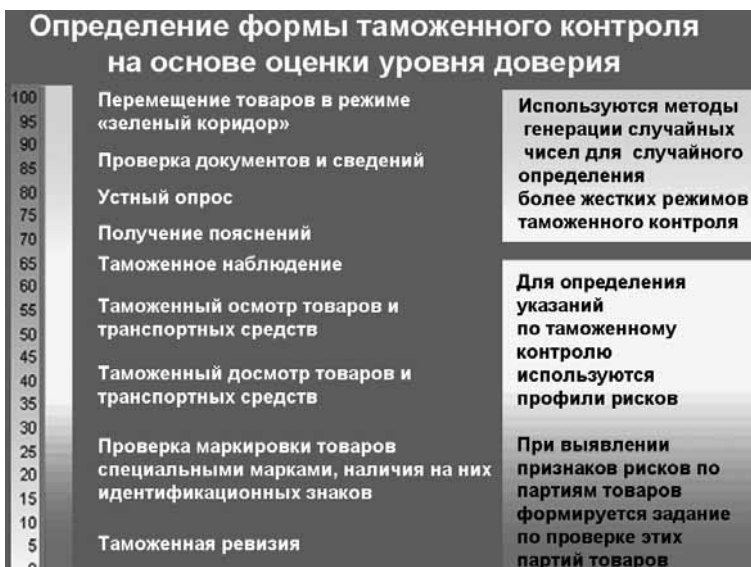 Определение формы таможенного контроля
на основе оценки уровня доверия
100
95
90
85
80
75
70
65
60
55
50
45
40
35
30
25
20
15
10
5
0
Перемещение товаров в режиме
«зеленый коридор»
Проверка документов и сведений
Устный опрос
Получение пояснений
Таможенное наблюдение
Таможенный осмотр товаров и
транспортных средств
Таможенный досмотр товаров и
транспортных средств
Проверка маркировки товаров
специальными марками, наличия на них
идентификационных знаков
Таможенная ревизия
Используются методы
генерации случайных
чисел для случайного
определения
более жестких режимов
таможенного контроля
Для определения
указаний
по таможенному
контролю
используются
профили рисков
При выявлении
признаков рисков по
партиям товаров
формируется задание
по проверке этих
партий товаров